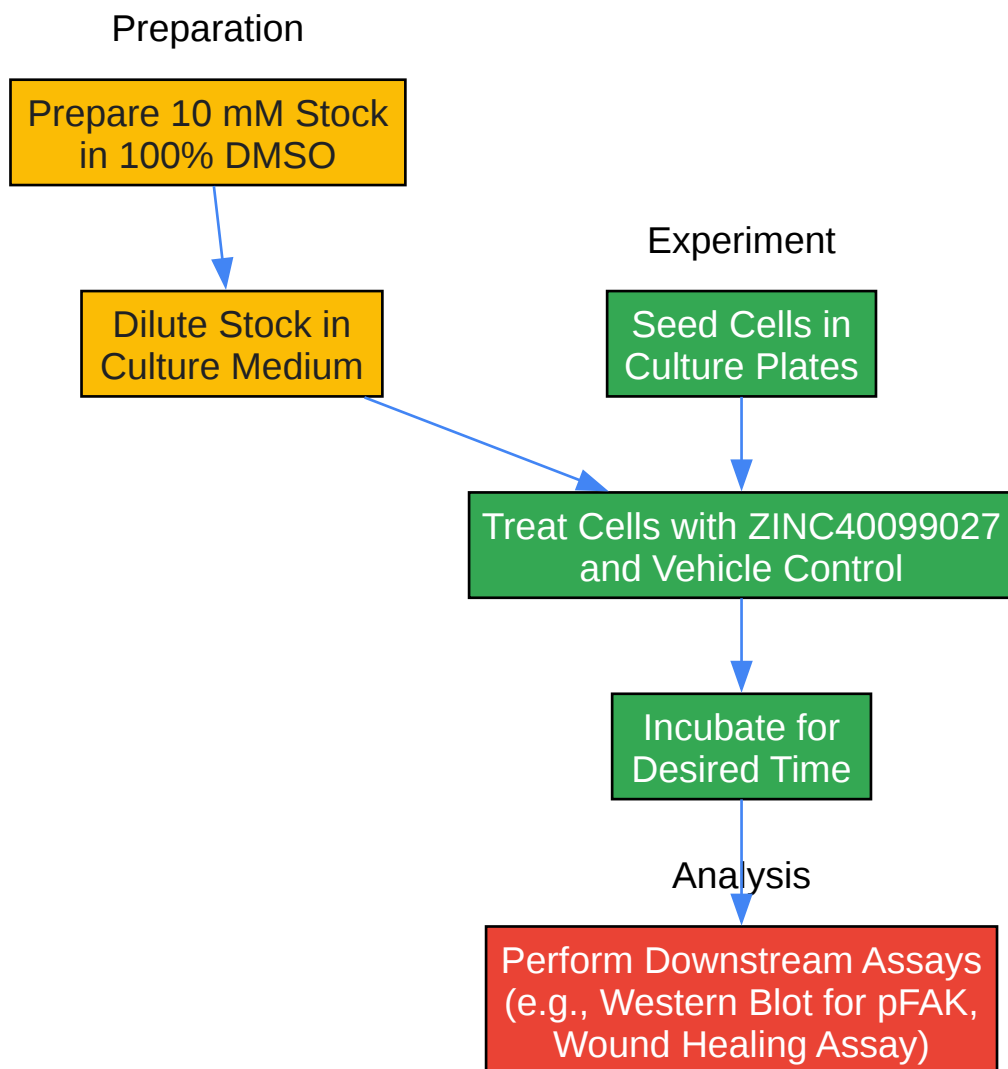 Preparation
Prepare 10 mM Stock
in 100% DMSO
Dilute Stock in
Culture Medium
Experiment
Seed Cells in
Culture Plates
Treat Cells with ZINC40099027
and Vehicle Control
Incubate for
Desired Time
Analysis
Perform Downstream Assays
(e.g., Western Blot for pFAK,
Wound Healing Assay)